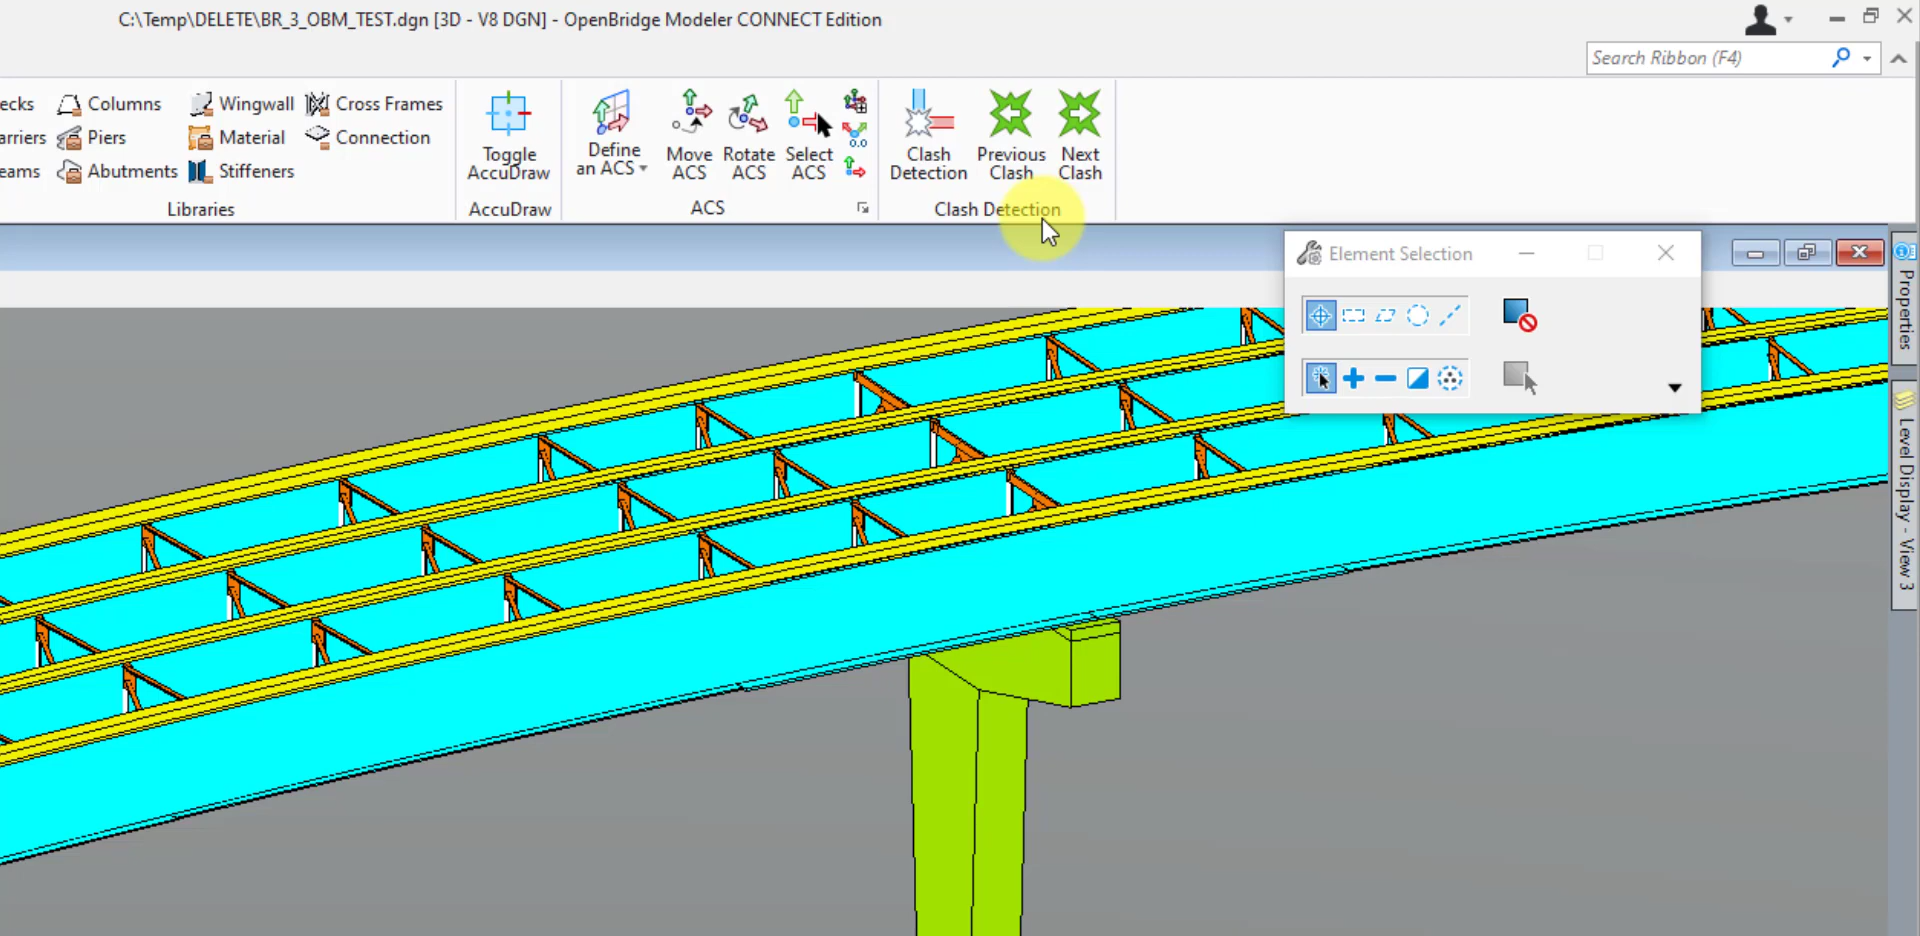 C:\Temp\DELETE\BR_3_OBM_TEST.dgn [3D - V8 DGN] - OpenBridge Modeler CONNECT Edition
Search Ribbon (F4)
ecks
Columns
Wingwall
Cross Frames
arriers
Piers
Material
Connection
eams
Abutments
Stiffeners
Libraries
Toggle
AccuDraw
AccuDraw
Define
an ACS
Move
ACS
Rotate
ACS
Select
ACS
0.0
ACS
Clash
Detection
Previous
Clash
Next
Clash
Clash Detection
Element Selection
Properties
Level Display - View 3